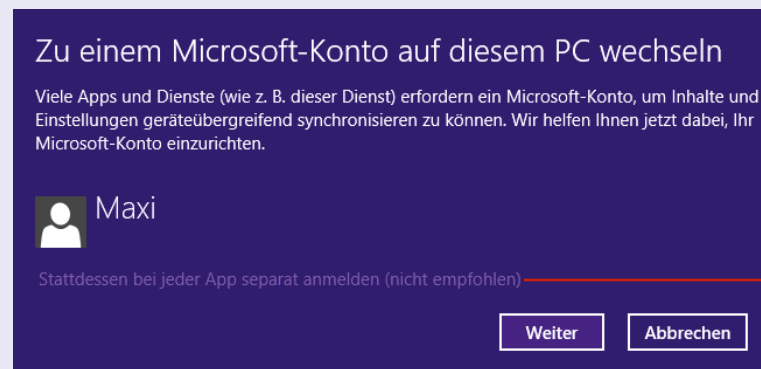 Zu einem Microsoft-Konto auf diesem PC wechseln
Viele Apps und Dienste (wie z. B. dieser Dienst) erfordern ein Microsoft-Konto, um Inhalte und
Einstellungen geräteübergreifend synchronisieren zu können. Wir helfen Ihnen jetzt dabei, Ihr
Microsoft-Konto einzurichten.
Maxi
Stattdessen bei jeder App separat anmelden (nicht empfohlen)
Weiter Abbrechen